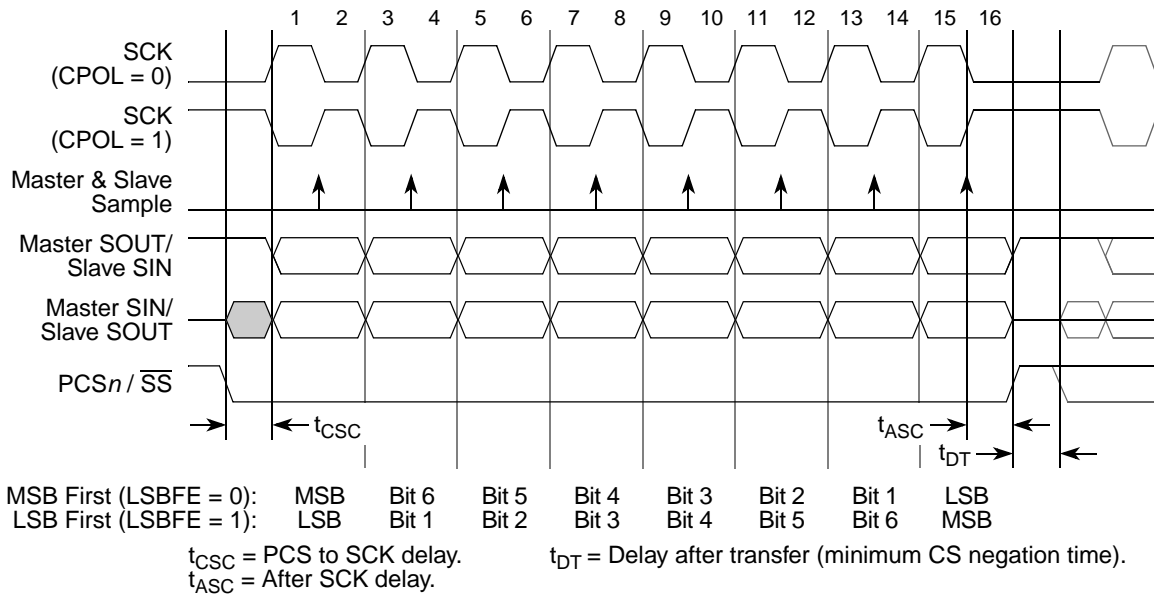 1 2 3 4 5 6 7 8 9 10 11 12 13 14 15 16
SCK
(CPOL = 0)
SCK
(CPOL = 1)
Master & Slave
Sample
Master SOUT/
Slave SIN
Master SIN/
Slave SOUT
PCSn / SS
tCSC
tASC
tDT
MSB First (LSBFE = 0): MSB Bit 6 Bit 5 Bit 4 Bit 3 Bit 2 Bit 1 LSB
LSB First (LSBFE = 1): LSB Bit 1 Bit 2 Bit 3 Bit 4 Bit 5 Bit 6 MSB
tCSC = PCS to SCK delay. tDT = Delay after transfer (minimum CS negation time).
tASC = After SCK delay.